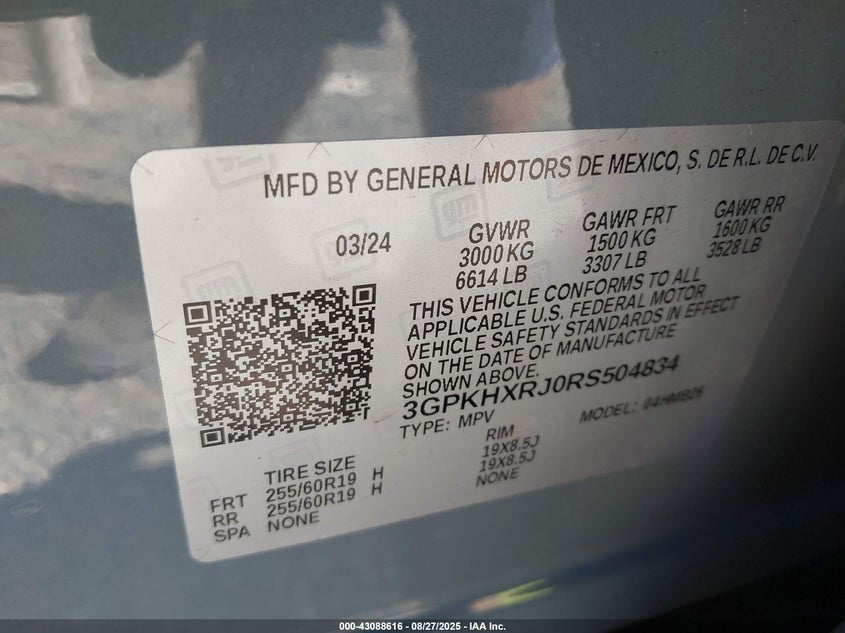 MFD BY GENERAL MOTORS DE MEXICO, S. DE R.L. DE C.V.
03/24 GVWR GAWR FRT GAWR RR
3000 KG 1500 KG 1600 KG
6614 LB 3307 LB 3528 LB
THIS VEHICLE CONFORMS TO ALL
APPLICABLE U.S. FEDERAL MOTOR
VEHICLE SAFETY STANDARDS IN EFFECT
ON THE DATE OF MANUFACTURE
SHOWN ABOVE.
3GPKHXRJ0RS504834
TYPE: MPV MODEL: 04HMB26
TIRE SIZE RIM
FRT 255/60R19 H 19X8.5J
RR 255/60R19 H 19X8.5J
SPA NONE NONE
000-43088616 - 08/27/2025 - IAA Inc.